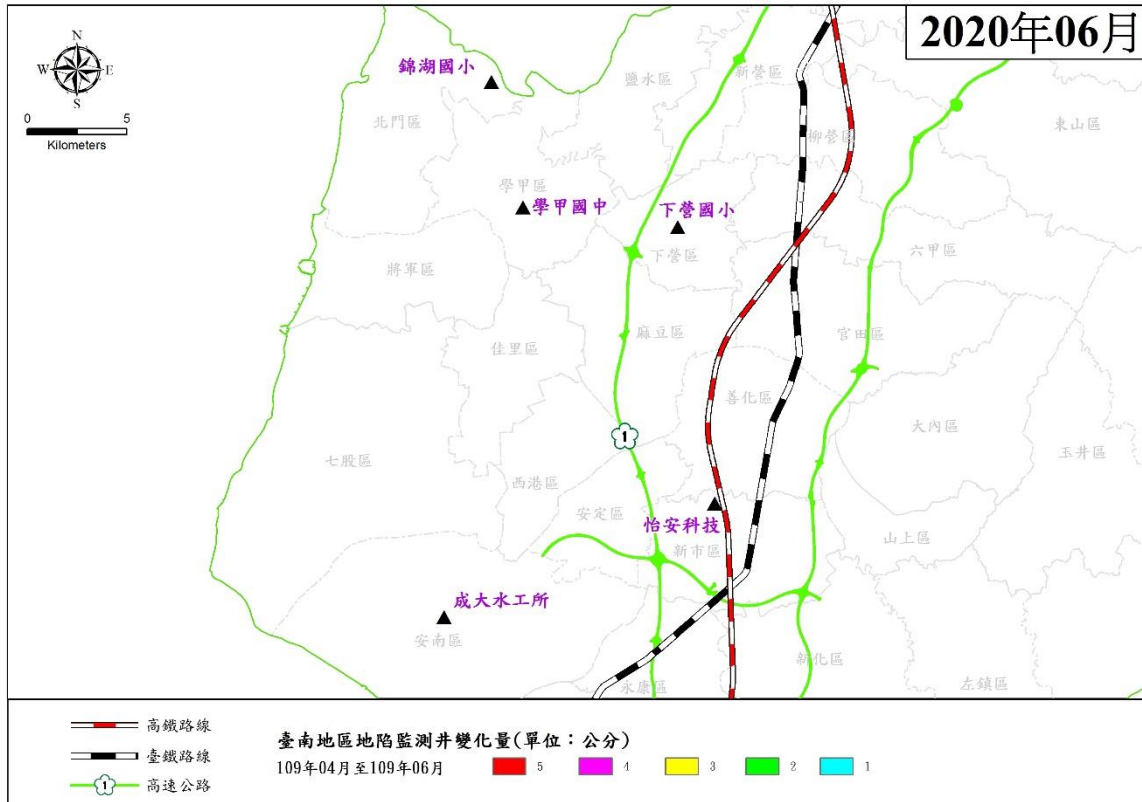 2020年06月
N
W E
S
0 5
Kilometers
錦湖國小
鹽水區
新營區
北門區
東山區
柳營區
學甲區
學甲國中
下營國小
下營區
六甲區
將軍區
麻豆區
官田區
佳里區
善化區
大內區
1
玉井區
七股區
西港區
安定區
怡安科技
山上區
新市區
成大水工所
安南區
新化區
永康區
左鎮區
高鐵路線
臺鐵路線
1 高速公路
臺南地區地陷監測井變化量(單位：公分)
109年04月至109年06月 5 4 3 2 1